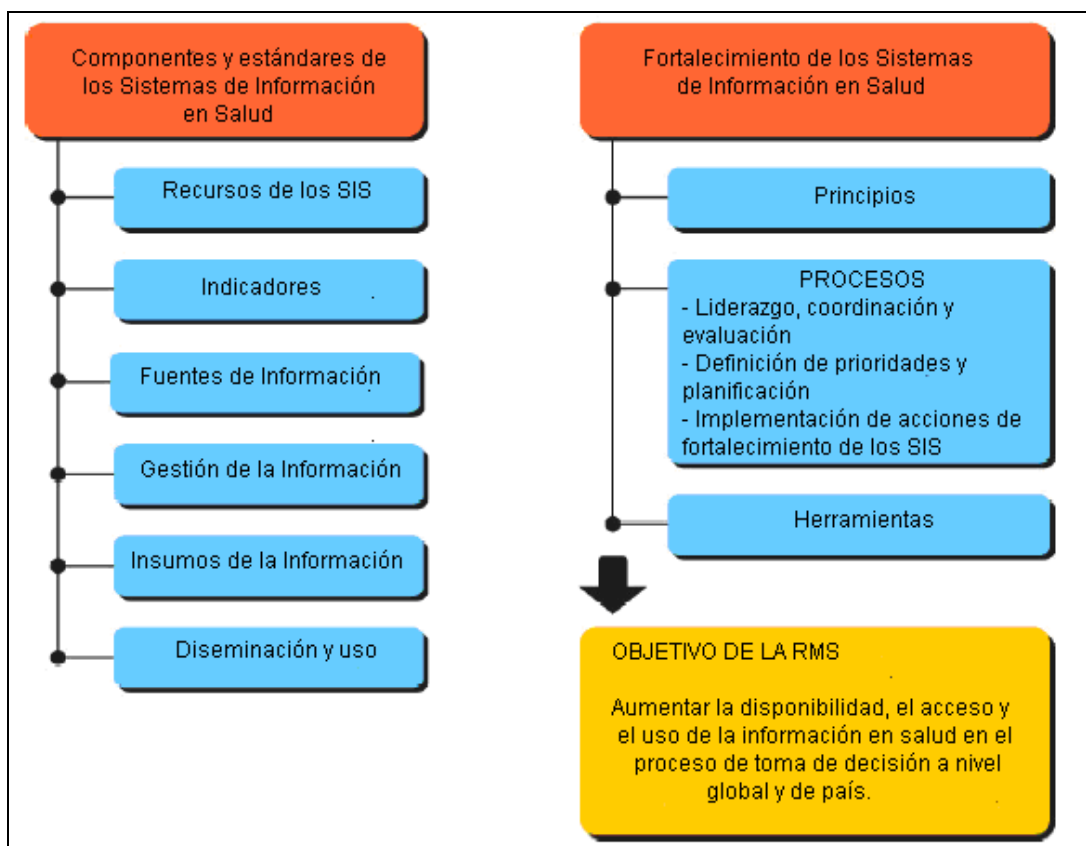 Componentes y estándares de
los Sistemas de Información
en Salud
Recursos de los SIS
Indicadores
Fuentes de Información
Gestión de la Información
Insumos de la Información
Diseminación y uso
Fortalecimiento de los Sistemas
de Información en Salud
Principios
PROCESOS
- Liderazgo, coordinación y
evaluación
- Definición de prioridades y
planificación
- Implementación de acciones de
fortalecimiento de los SIS
Herramientas
OBJETIVO DE LA RMS
Aumentar la disponibilidad, el acceso y
el uso de la información en salud en el
proceso de toma de decisión a nivel
global y de país.